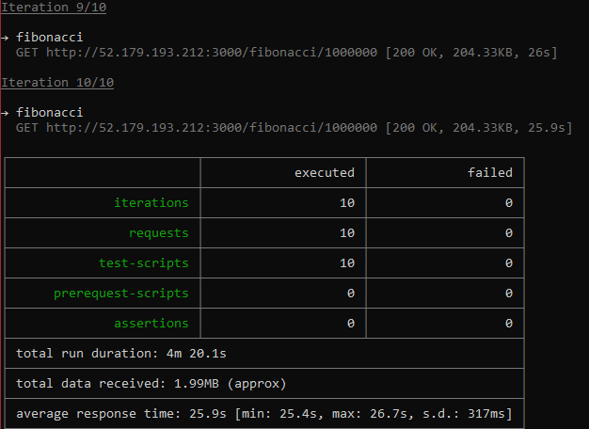 Iteration 9/10
→ fibonacci
GET http://52.179.193.212:3000/fibonacci/1000000 [200 OK, 204.33KB, 26s]
Iteration 10/10
→ fibonacci
GET http://52.179.193.212:3000/fibonacci/1000000 [200 OK, 204.33KB, 25.9s]
executed failed
iterations 10 0
requests 10 0
test-scripts 10 0
prerequest-scripts 0 0
assertions 0 0
total run duration: 4m 20.1s
total data received: 1.99MB (approx)
average response time: 25.9s [min: 25.4s, max: 26.7s, s.d.: 317ms]